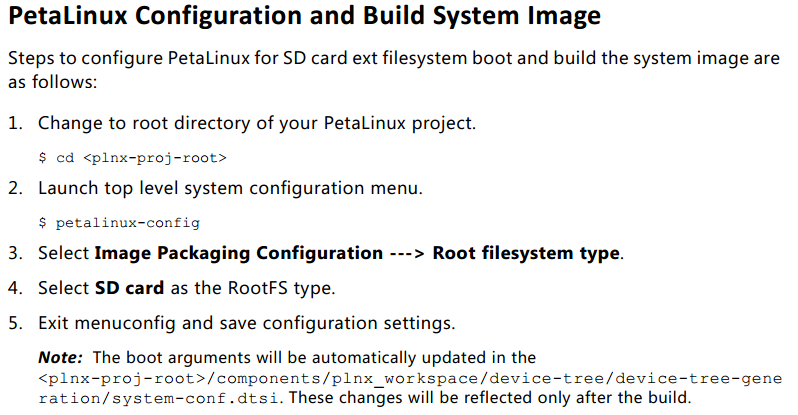 PetaLinux Configuration and Build System Image
Steps to configure PetaLinux for SD card ext filesystem boot and build the system image are
as follows:
1. Change to root directory of your PetaLinux project.
$ cd <plnx-proj-root>
2. Launch top level system configuration menu.
$ petalinux-config
3. Select Image Packaging Configuration ---> Root filesystem type.
4. Select SD card as the RootFS type.
5. Exit menuconfig and save configuration settings.
Note: The boot arguments will be automatically updated in the
<plnx-proj-root>/components/plnx_workspace/device-tree/device-tree-gene
ration/system-conf.dtsi. These changes will be reflected only after the build.